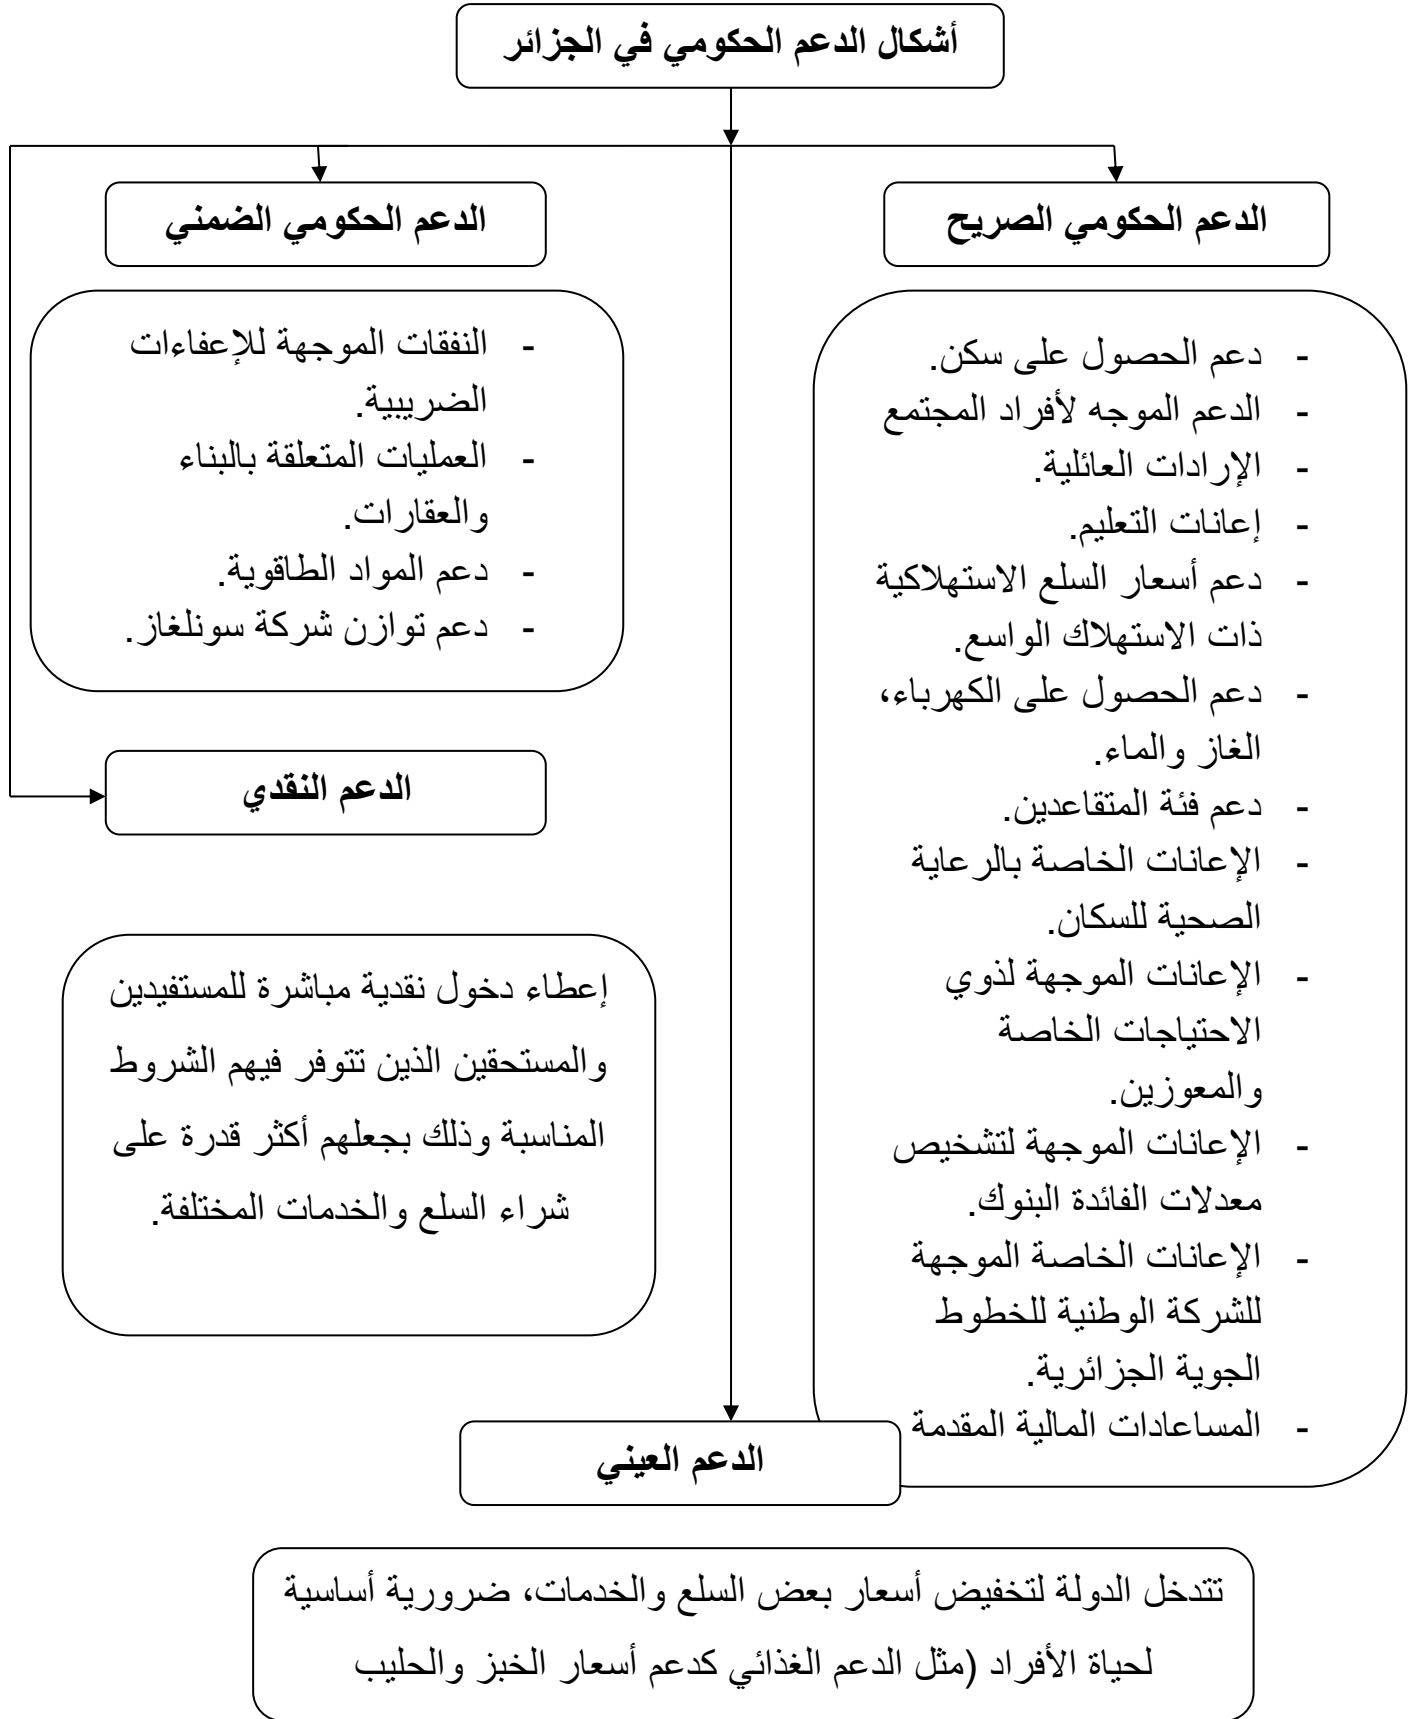 أشكال الدعم الحكومي في الجزائر
الدعم الحكومي الصريح
- دعم الحصول على سكن.
- الدعم الموجه لأفراد المجتمع
- الإرادات العائلية.
- إعانات التعليم.
- دعم أسعار السلع الاستهلاكية
ذات الاستهلاك الواسع.
- دعم الحصول على الكهرباء،
الغاز والماء.
- دعم فئة المتقاعدين.
- الإعانات الخاصة بالرعاية
الصحية للسكان.
- الإعانات الموجهة لذوي
الاحتياجات الخاصة
والمعوزين.
- الإعانات الموجهة لتشخيص
معدلات الفائدة البنوك.
- الإعانات الخاصة الموجهة
للشركة الوطنية للخطوط
الجوية الجزائرية.
- المساعادات المالية المقدمة
الدعم الحكومي الضمني
- النفقات الموجهة للإعفاءات
الضريبية.
- العمليات المتعلقة بالبناء
والعقارات.
- دعم المواد الطاقوية.
- دعم توازن شركة سونلغاز.
الدعم النقدي
إعطاء دخول نقدية مباشرة للمستفيدين
والمستحقين الذين تتوفر فيهم الشروط
المناسبة وذلك بجعلهم أكثر قدرة على
شراء السلع والخدمات المختلفة.
الدعم العيني
تتدخل الدولة لتخفيض أسعار بعض السلع والخدمات، ضرورية أساسية
لحياة الأفراد (مثل الدعم الغذائي كدعم أسعار الخبز والحليب